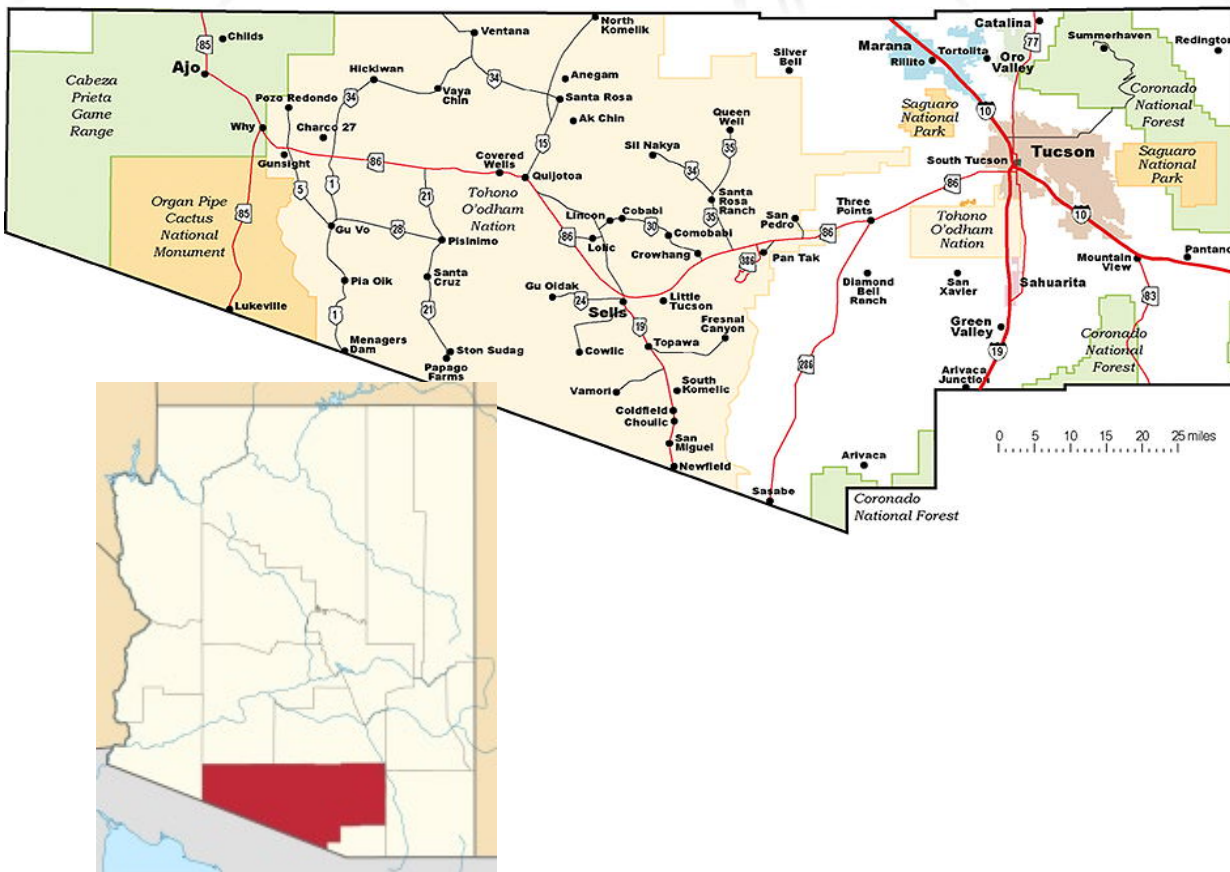 North
Komelik
Catalina
77
Summerhaven
Redington
85
Childs
Ventana
Silver
Bell
Marana
Tortolita
Rillito
Oro
Valley
Ajo
Hickiwan
34
Anegam
Cabeza
Prieta
Game
Range
Pozo Redondo
34
Vaya
Chin
Santa Rosa
Ak Chin
Queen
Well
Saguaro
National
Park
10
Coronado
National
Forest
Why
Charco 27
Gunsight
86
15
Covered
Wells
Quijotoa
Sil Nakya
34
35
South Tucson
Tucson
Saguaro
National
Park
85
Organ Pipe
Cactus
National
Monument
5
1
21
Tohono
O'odham
Nation
Santa
Rosa
Ranch
35
San
Pedro
Three
Points
86
86
Tohono
O'odham
Nation
10
Gu Vo
28
Pisinimo
Lincon
Cobabi
30
Comobabi
86
Lolic
Crowhang
386
Pan Tak
Mountain
View
Pantano
Pia Oik
Santa
Cruz
Gu Oidak
24
Sells
Little
Tucson
Diamond
Bell
Ranch
San
Xavier
Sahuarita
83
Lukeville
1
21
19
Fresnal
Canyon
Green
Valley
Coronado
National
Forest
Menagers
Dam
Ston Sudag
Papago
Farms
Cowlic
Topawa
286
19
Arivaca
Junction
Vamori
South
Komelic
Coldfield
Choulic
San
Miguel
Newfield
Arivaca
Sasabe
Coronado
National Forest
0 5 10 15 20 25 miles